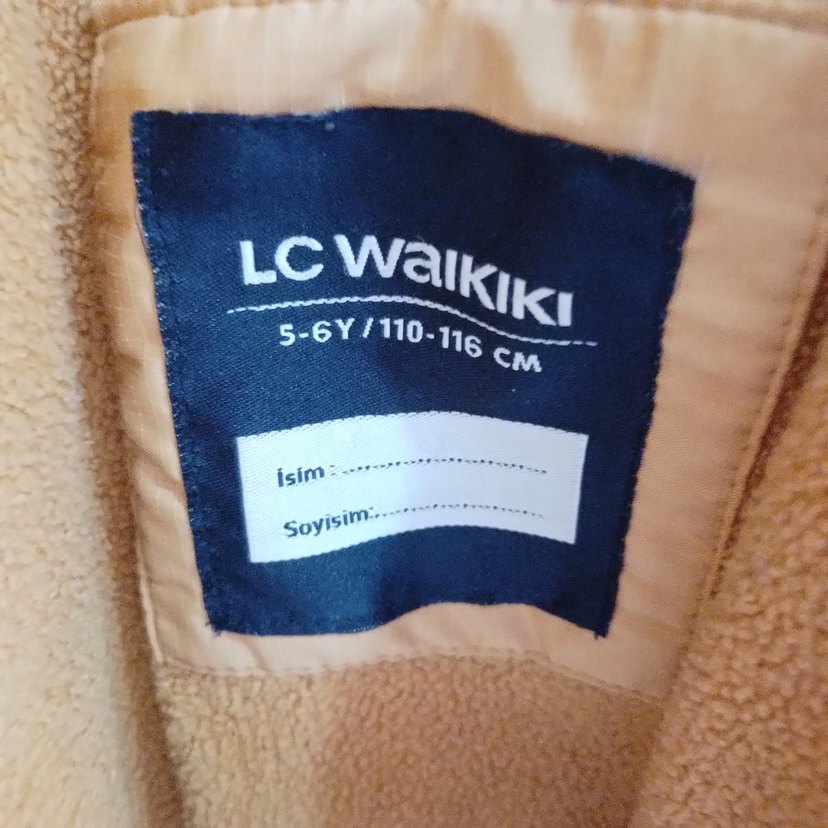 LC Waikiki
5-6Y / 110-116 CM
İsim:
Soyisim: